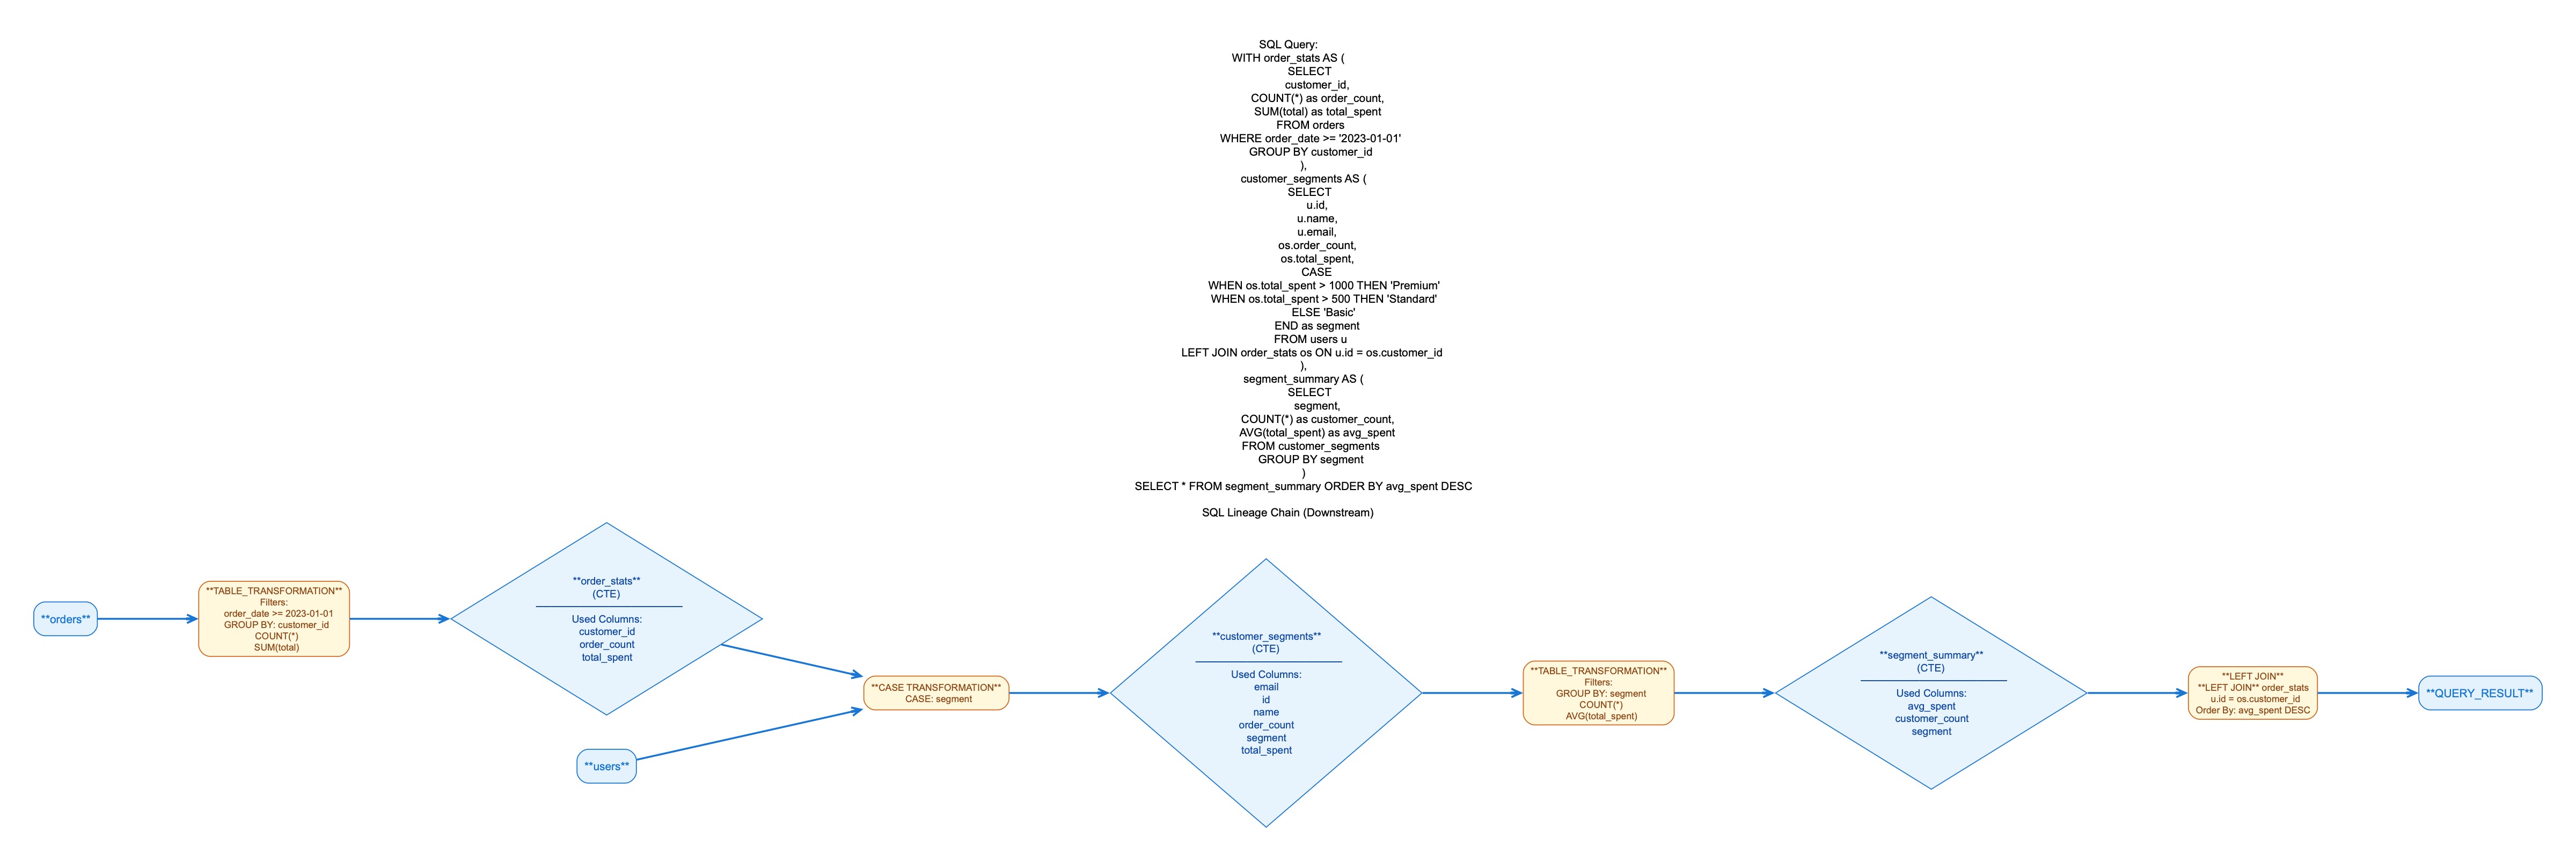 SQL Query:
WITH order_stats AS (
SELECT
customer_id,
COUNT(*) as order_count,
SUM(total) as total_spent
FROM orders
WHERE order_date >= '2023-01-01'
GROUP BY customer_id
),
customer_segments AS (
SELECT
u.id,
u.name,
u.email,
os.order_count,
os.total_spent,
CASE
WHEN os.total_spent > 1000 THEN 'Premium'
WHEN os.total_spent > 500 THEN 'Standard'
ELSE 'Basic'
END as segment
FROM users u
LEFT JOIN order_stats os ON u.id = os.customer_id
),
segment_summary AS (
SELECT
segment,
COUNT(*) as customer_count,
AVG(total_spent) as avg_spent
FROM customer_segments
GROUP BY segment
)
SELECT * FROM segment_summary ORDER BY avg_spent DESC
SQL Lineage Chain (Downstream)
**orders**
**TABLE_TRANSFORMATION**
Filters:
order_date >= 2023-01-01
GROUP BY: customer_id
COUNT(*)
SUM(total)
**order_stats**
(CTE)
Used Columns:
customer_id
order_count
total_spent
**users**
**CASE TRANSFORMATION**
CASE: segment
**customer_segments**
(CTE)
Used Columns:
email
id
name
order_count
segment
total_spent
**TABLE_TRANSFORMATION**
Filters:
GROUP BY: segment
COUNT(*)
AVG(total_spent)
**segment_summary**
(CTE)
Used Columns:
avg_spent
customer_count
segment
**LEFT JOIN**
**LEFT JOIN** order_stats
u.id = os.customer_id
Order By: avg_spent DESC
**QUERY_RESULT**